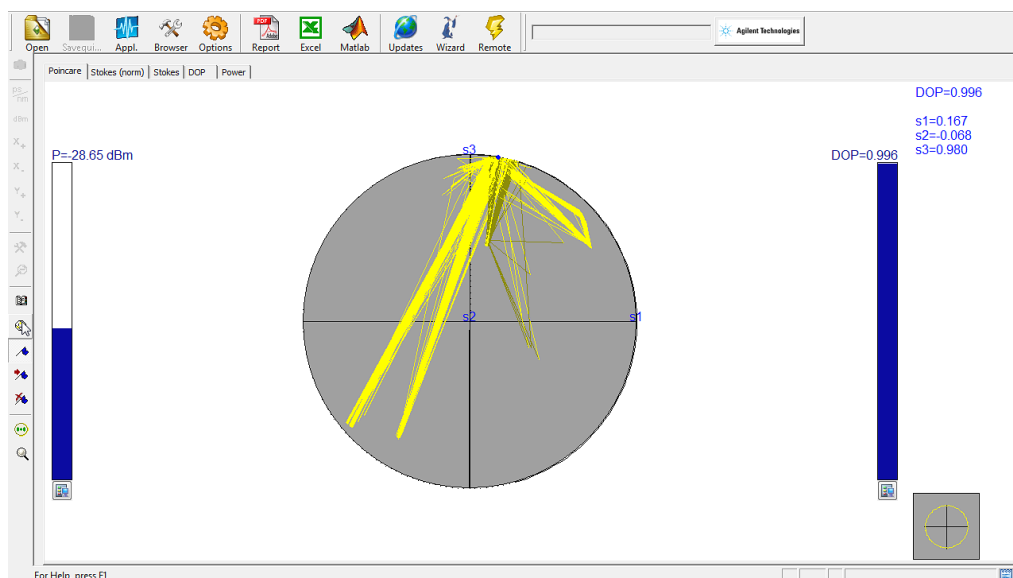 Open Savequi... Appl. Browser Options Report Excel Matlab Updates Wizard Remote
Agilent Technologies
Poincare Stokes (norm) Stokes DOP Power
DOP=0.996
s1=0.167
s2=-0.068
s3=0.980
P=-28.65 dBm
DOP=0.996
s3
s2
s1
dBm
X+
X-
Y+
Y-
For Help, press F1